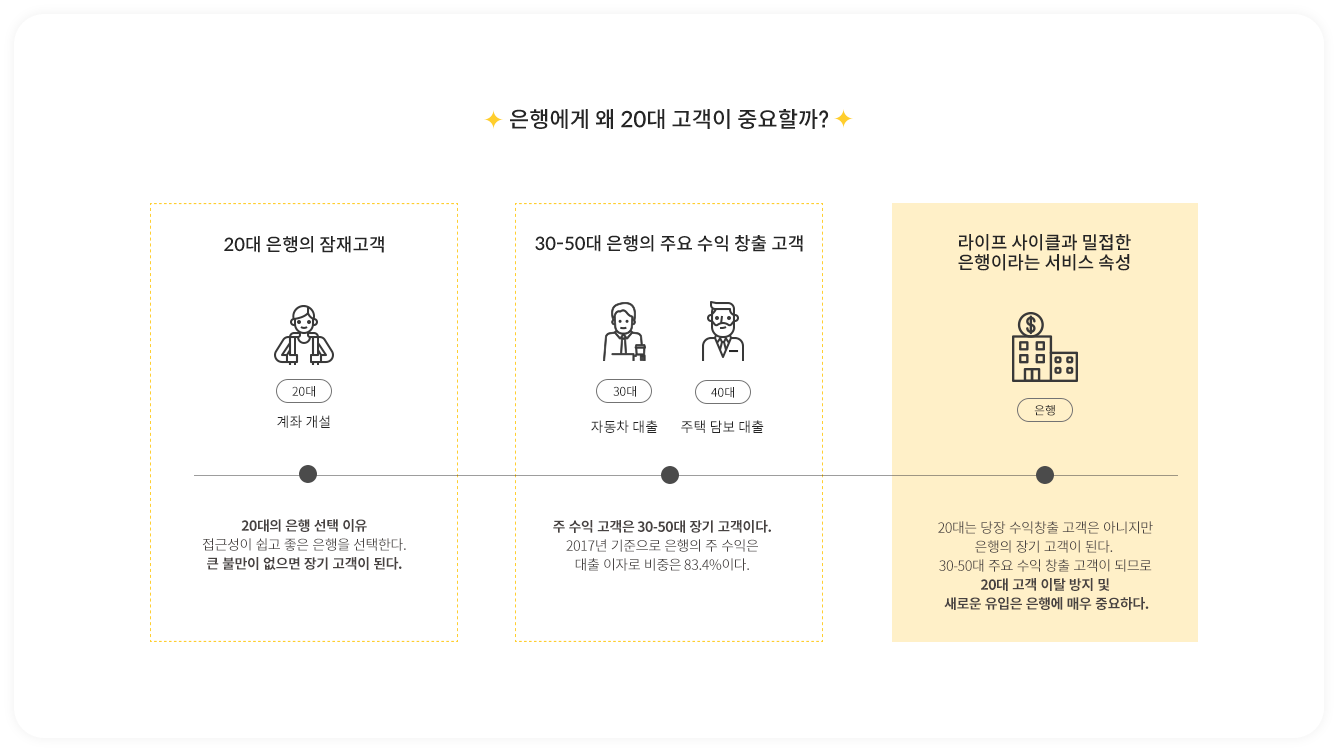 은행에게 왜 20대 고객이 중요할까?
20대 은행의 잠재고객
20대
계좌 개설
20대의 은행 선택 이유
접근성이 쉽고 좋은 은행을 선택한다.
큰 불만이 없으면 장기 고객이 된다.
30-50대 은행의 주요 수익 창출 고객
30대
자동차 대출
40대
주택 담보 대출
주 수익 고객은 30-50대 장기 고객이다.
2017년 기준으로 은행의 주 수익은
대출 이자로 비중은 83.4%이다.
라이프 사이클과 밀접한
은행이라는 서비스 속성
$
은행
20대는 당장 수익창출 고객은 아니지만
은행의 장기 고객이 된다.
30-50대 주요 수익 창출 고객이 되므로
20대 고객 이탈 방지 및
새로운 유입은 은행에 매우 중요하다.